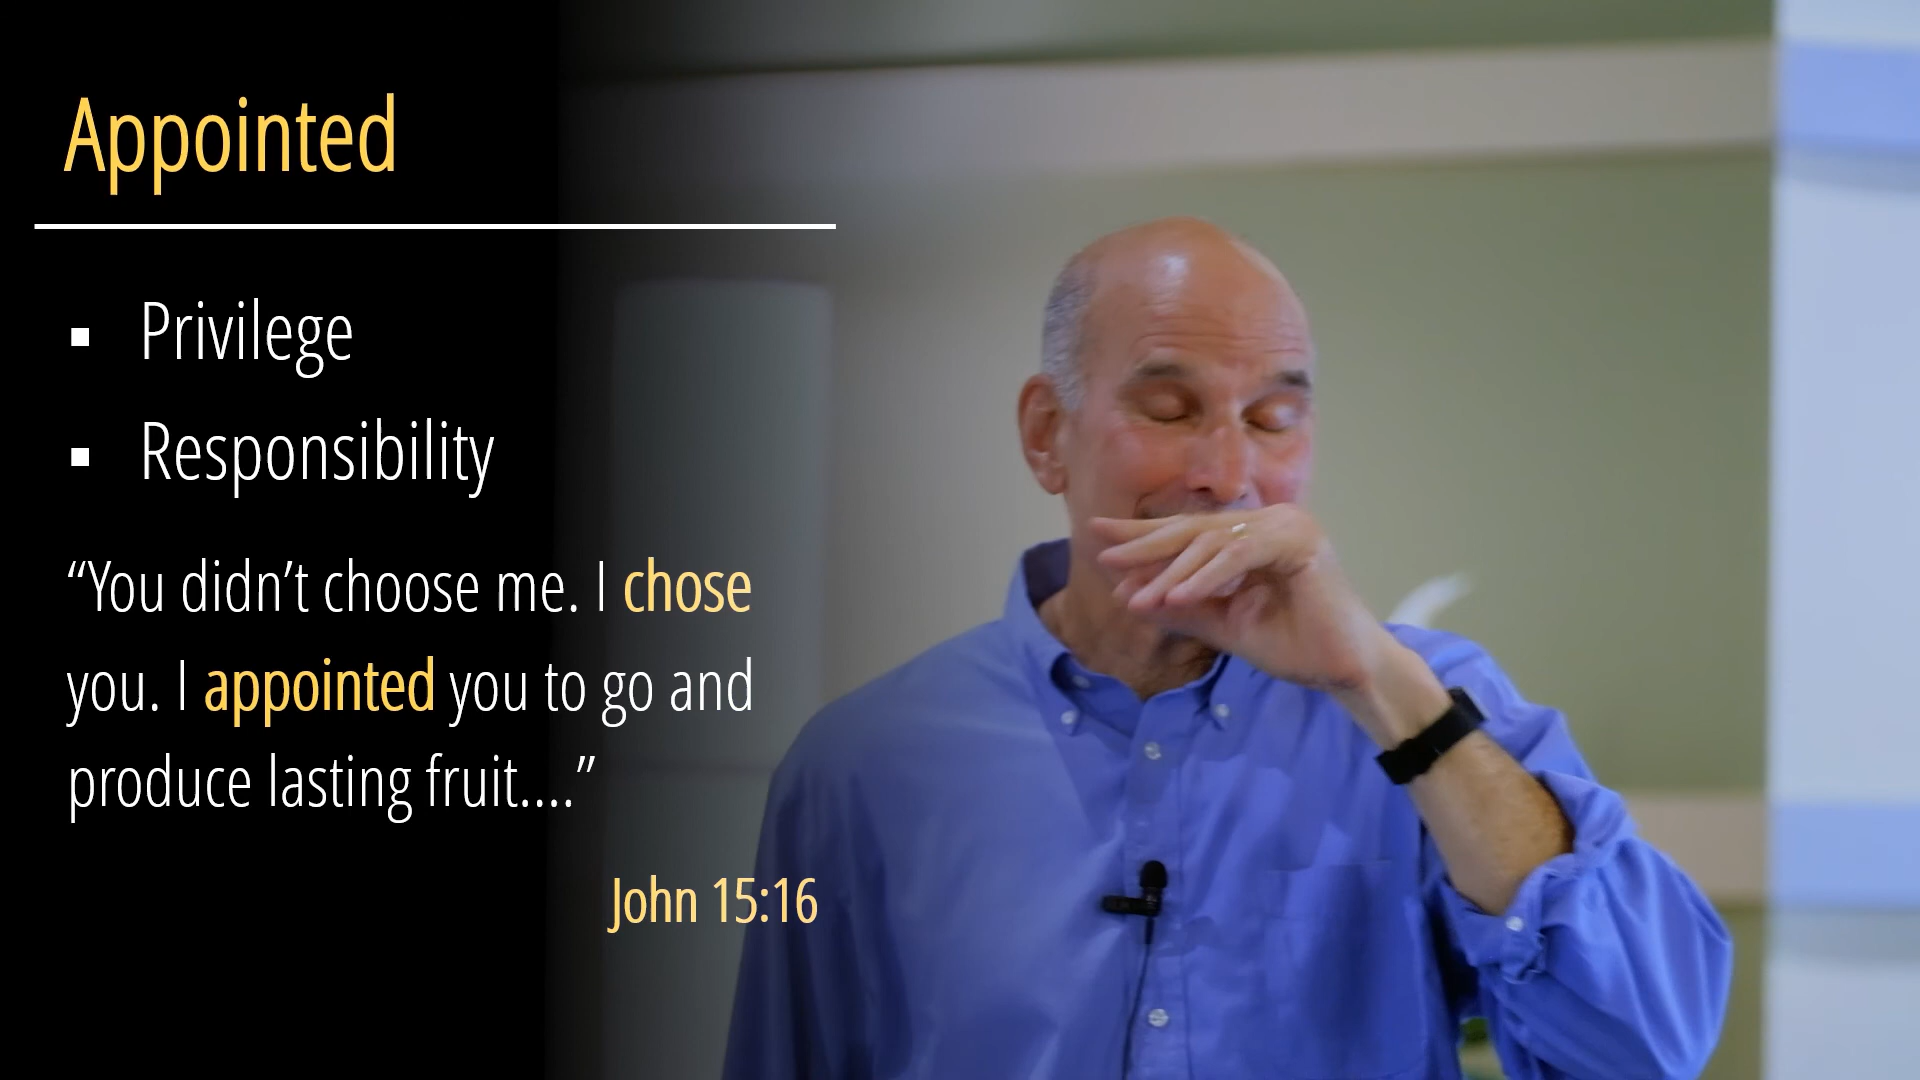 Appointed
▪ Privilege
▪ Responsibility
“You didn’t choose me. I chose
you. I appointed you to go and
produce lasting fruit....”
John 15:16